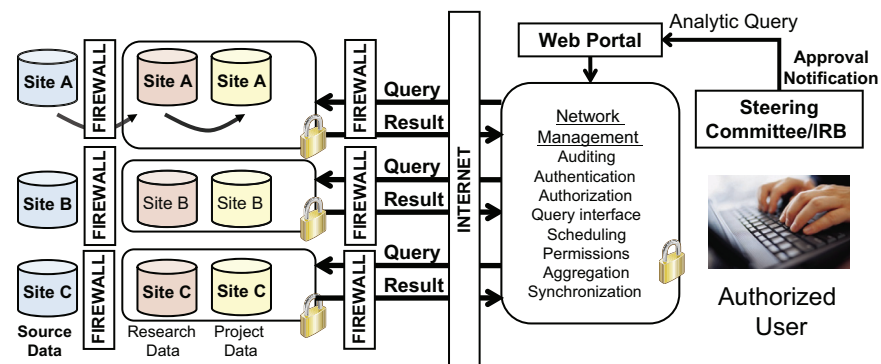 Analytic Query
Web Portal
Approval
Notification
Steering
Committee/IRB
FIREWALL
FIREWALL
INTERNET
Site A
Site A
Site A
Query
Result
Network
Management
Auditing
Authentication
Authorization
Query interface
Scheduling
Permissions
Aggregation
Synchronization
FIREWALL
FIREWALL
Site B
Site B
Site B
Query
Result
FIREWALL
FIREWALL
Site C
Site C
Site C
Query
Result
Source
Data
Research
Data
Project
Data
Authorized
User